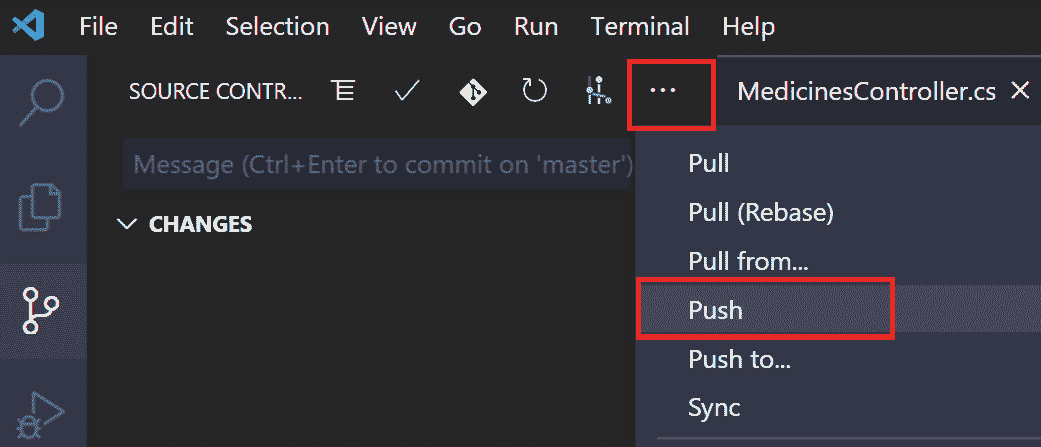 File Edit Selection View Go Run Terminal Help
SOURCE CONTR... ... MedicinesController.cs
Message (Ctrl+Enter to commit on 'master')
CHANGES
Pull
Pull (Rebase)
Pull from...
Push
Push to...
Sync